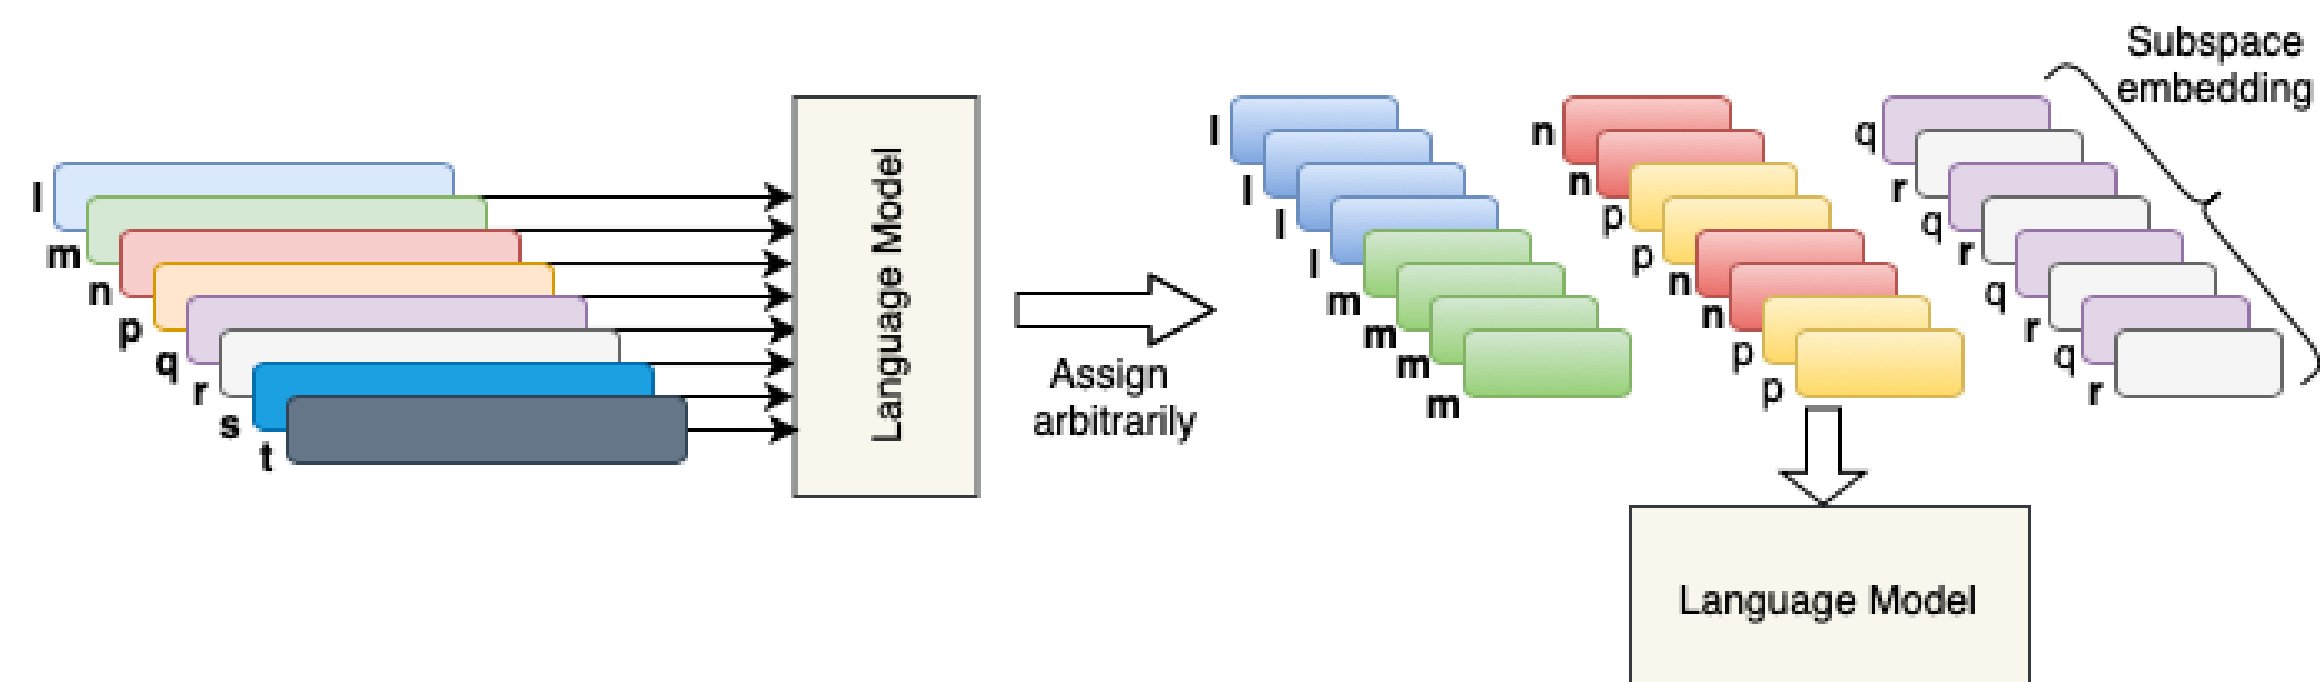 l
m
n
p
q
r
s
t
Language Model
Assign
arbitrarily
l
l
l
l
m
m
m
m
n
n
p
p
n
n
p
p
q
r
q
r
q
r
q
r
Subspace
embedding
Language Model